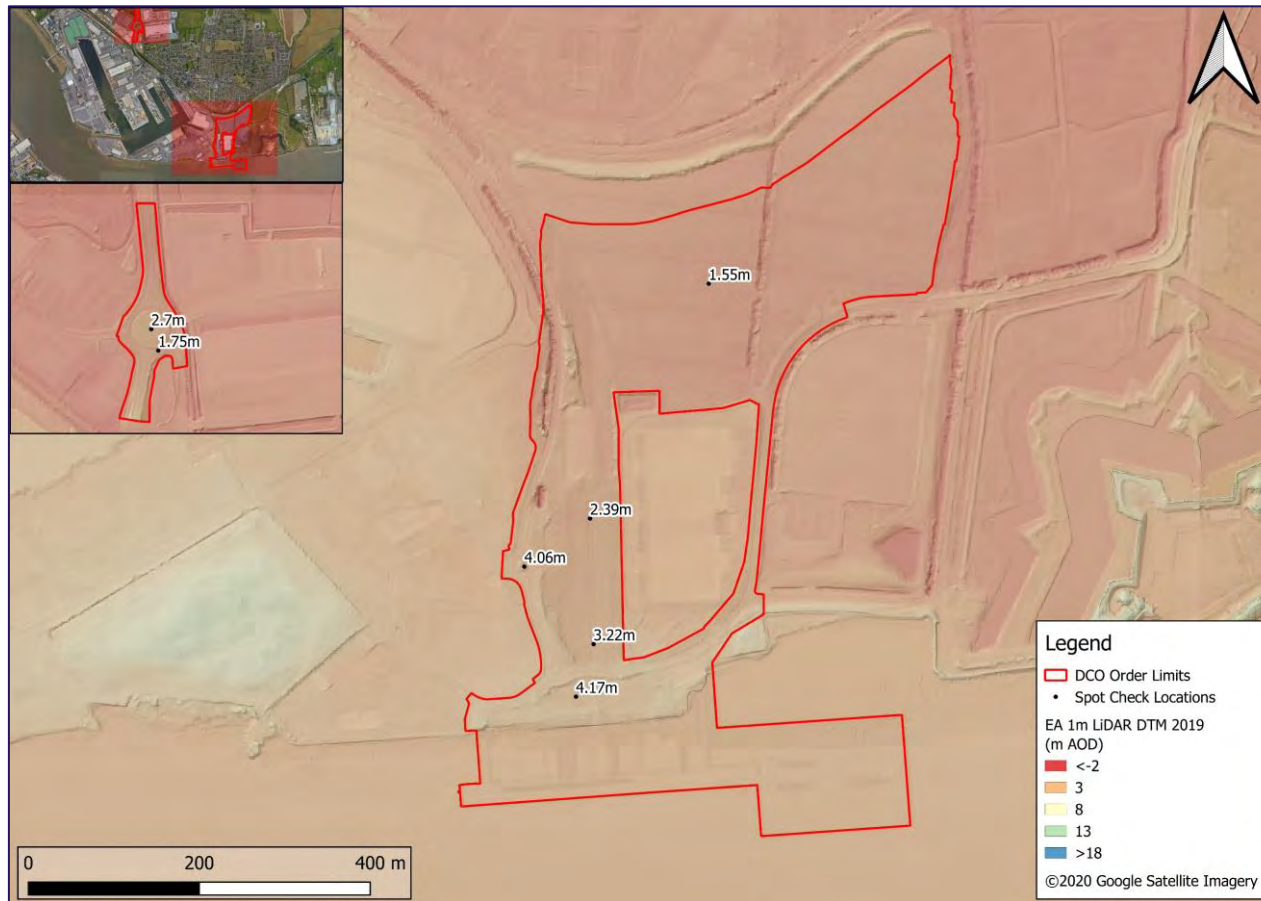 2.7m
1.75m
1.55m
2.39m
4.06m
3.22m
4.17m
Legend
DCO Order Limits
Spot Check Locations
EA 1m LiDAR DTM 2019
(m AOD)
<-2
3
8
13
>18
©2020 Google Satellite Imagery
0 200 400 m